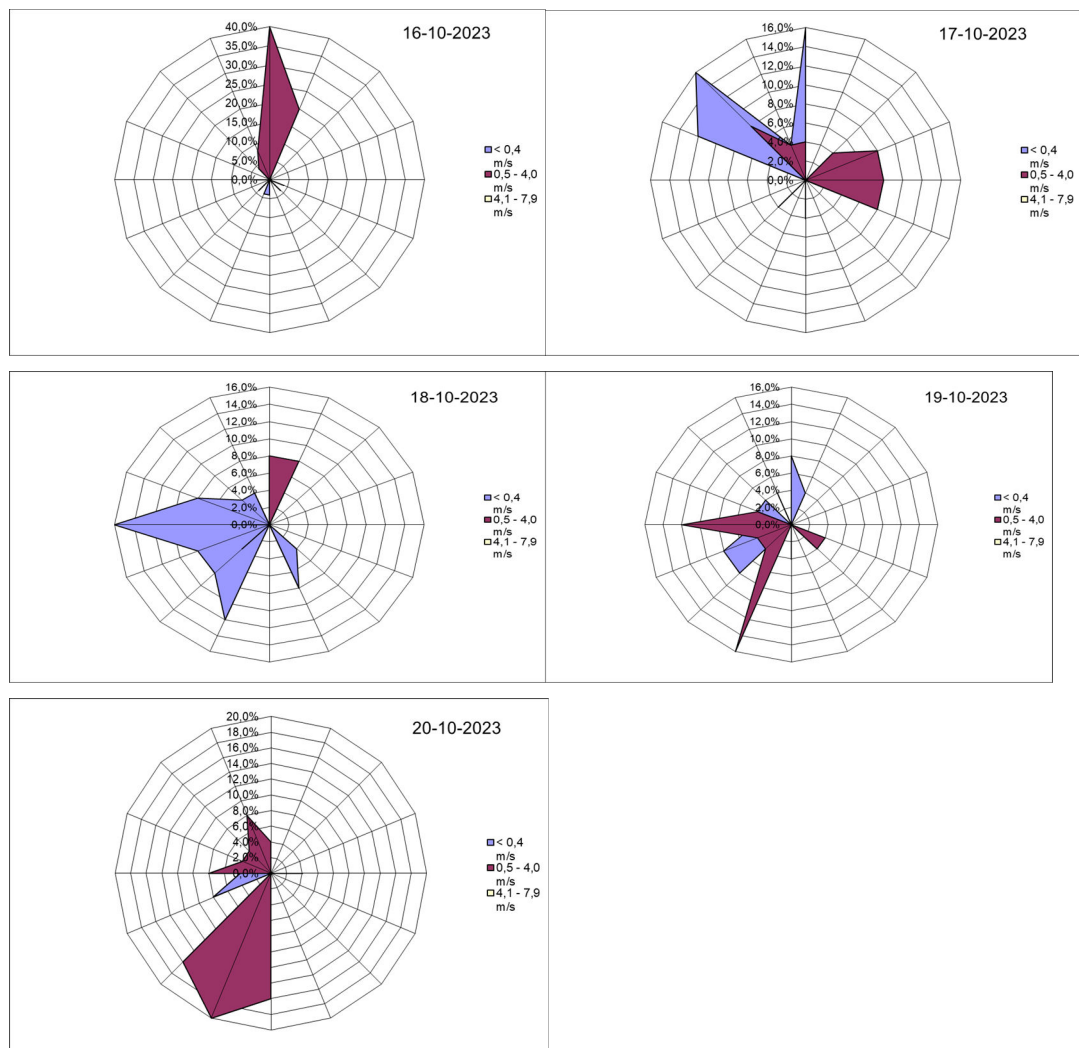 16-10-2023
40,0%
35,0%
30,0%
25,0%
20,0%
15,0%
10,0%
5,0%
0,0%
< 0,4
m/s
0,5 - 4,0
m/s
4,1 - 7,9
m/s
17-10-2023
16,0%
14,0%
12,0%
10,0%
8,0%
6,0%
4,0%
2,0%
0,0%
< 0,4
m/s
0,5 - 4,0
m/s
4,1 - 7,9
m/s
18-10-2023
16,0%
14,0%
12,0%
10,0%
8,0%
6,0%
4,0%
2,0%
0,0%
< 0,4
m/s
0,5 - 4,0
m/s
4,1 - 7,9
m/s
19-10-2023
16,0%
14,0%
12,0%
10,0%
8,0%
6,0%
4,0%
2,0%
0,0%
< 0,4
m/s
0,5 - 4,0
m/s
4,1 - 7,9
m/s
20-10-2023
20,0%
18,0%
16,0%
14,0%
12,0%
10,0%
8,0%
6,0%
4,0%
2,0%
0,0%
< 0,4
m/s
0,5 - 4,0
m/s
4,1 - 7,9
m/s